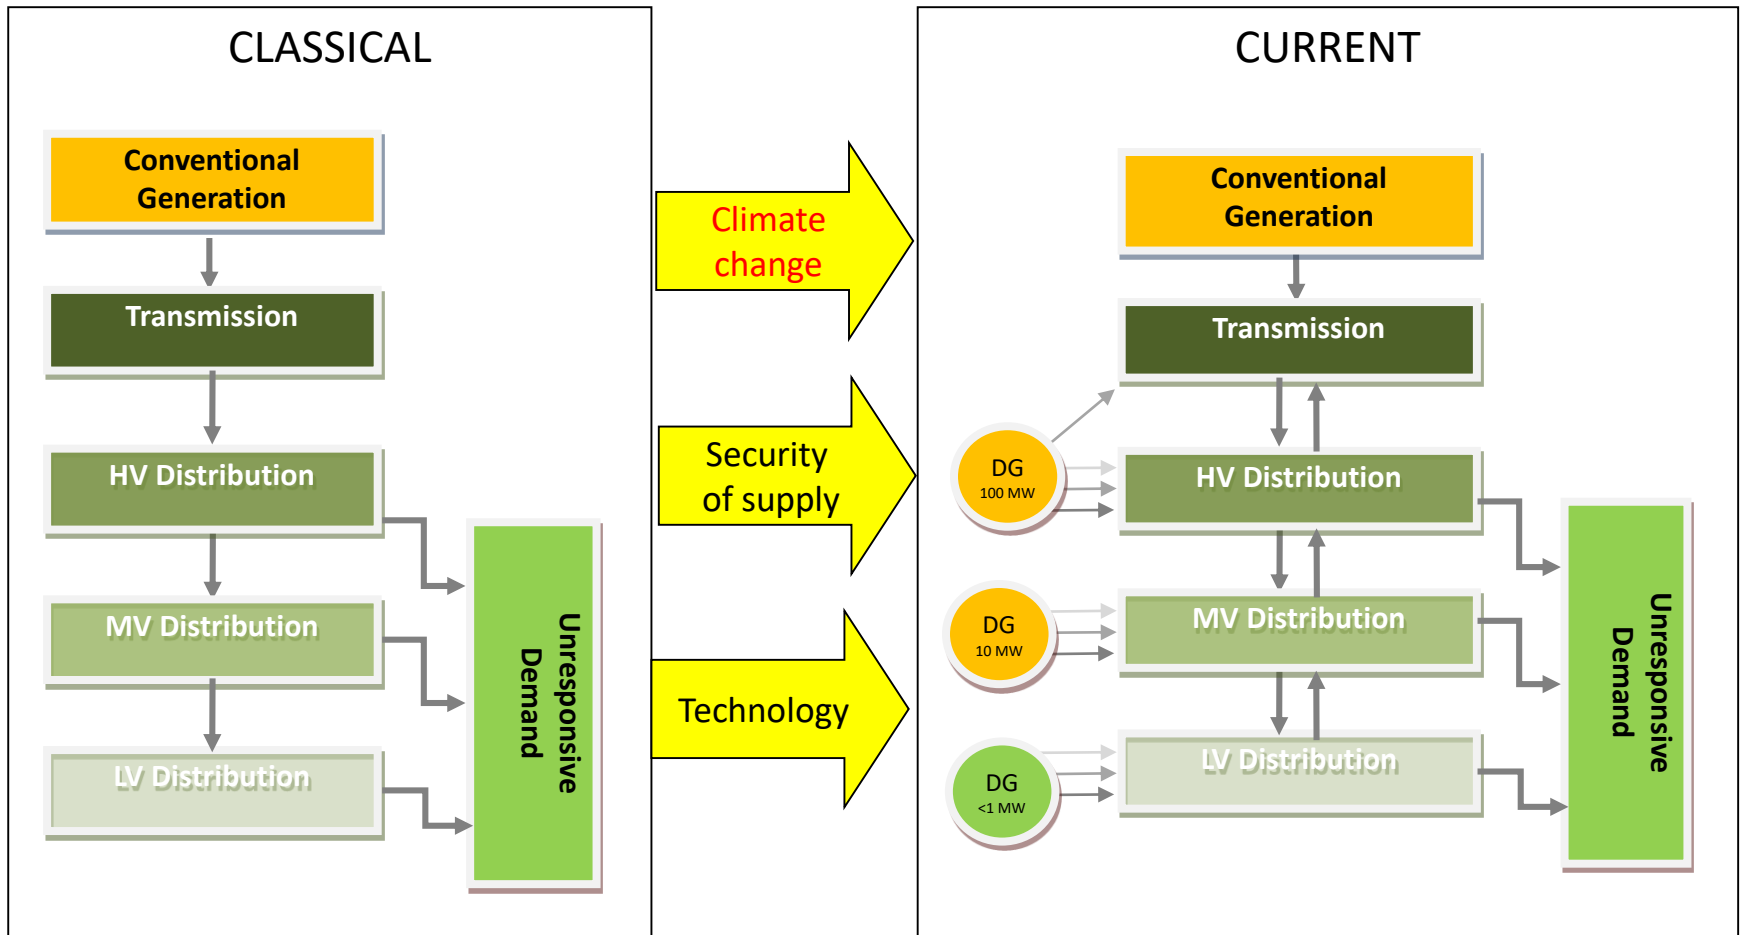 CLASSICAL
Conventional
Generation
Transmission
HV Distribution
MV Distribution
LV Distribution
Unresponsive
Demand
Climate
change
Security
of supply
Technology
CURRENT
Conventional
Generation
Transmission
DG
100 MW
HV Distribution
DG
10 MW
MV Distribution
DG
<1 MW
LV Distribution
Unresponsive
Demand